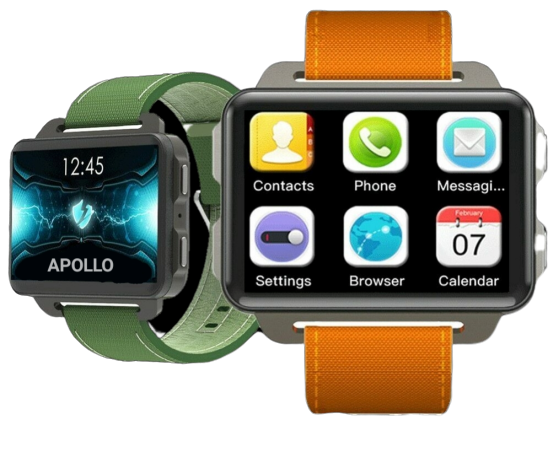 12:45
APOLLO
Contacts
Phone
Messagi...
Settings
Browser
February
07
Calendar